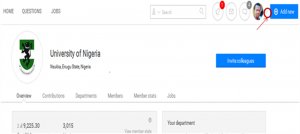 HOME QUESTIONS JOBS Add new
University of Nigeria
Nsukka, Enugu State, Nigeria
Invite colleagues
Overview Contributions Departments Members Member stats Jobs
9,225.30 3,015 Your department